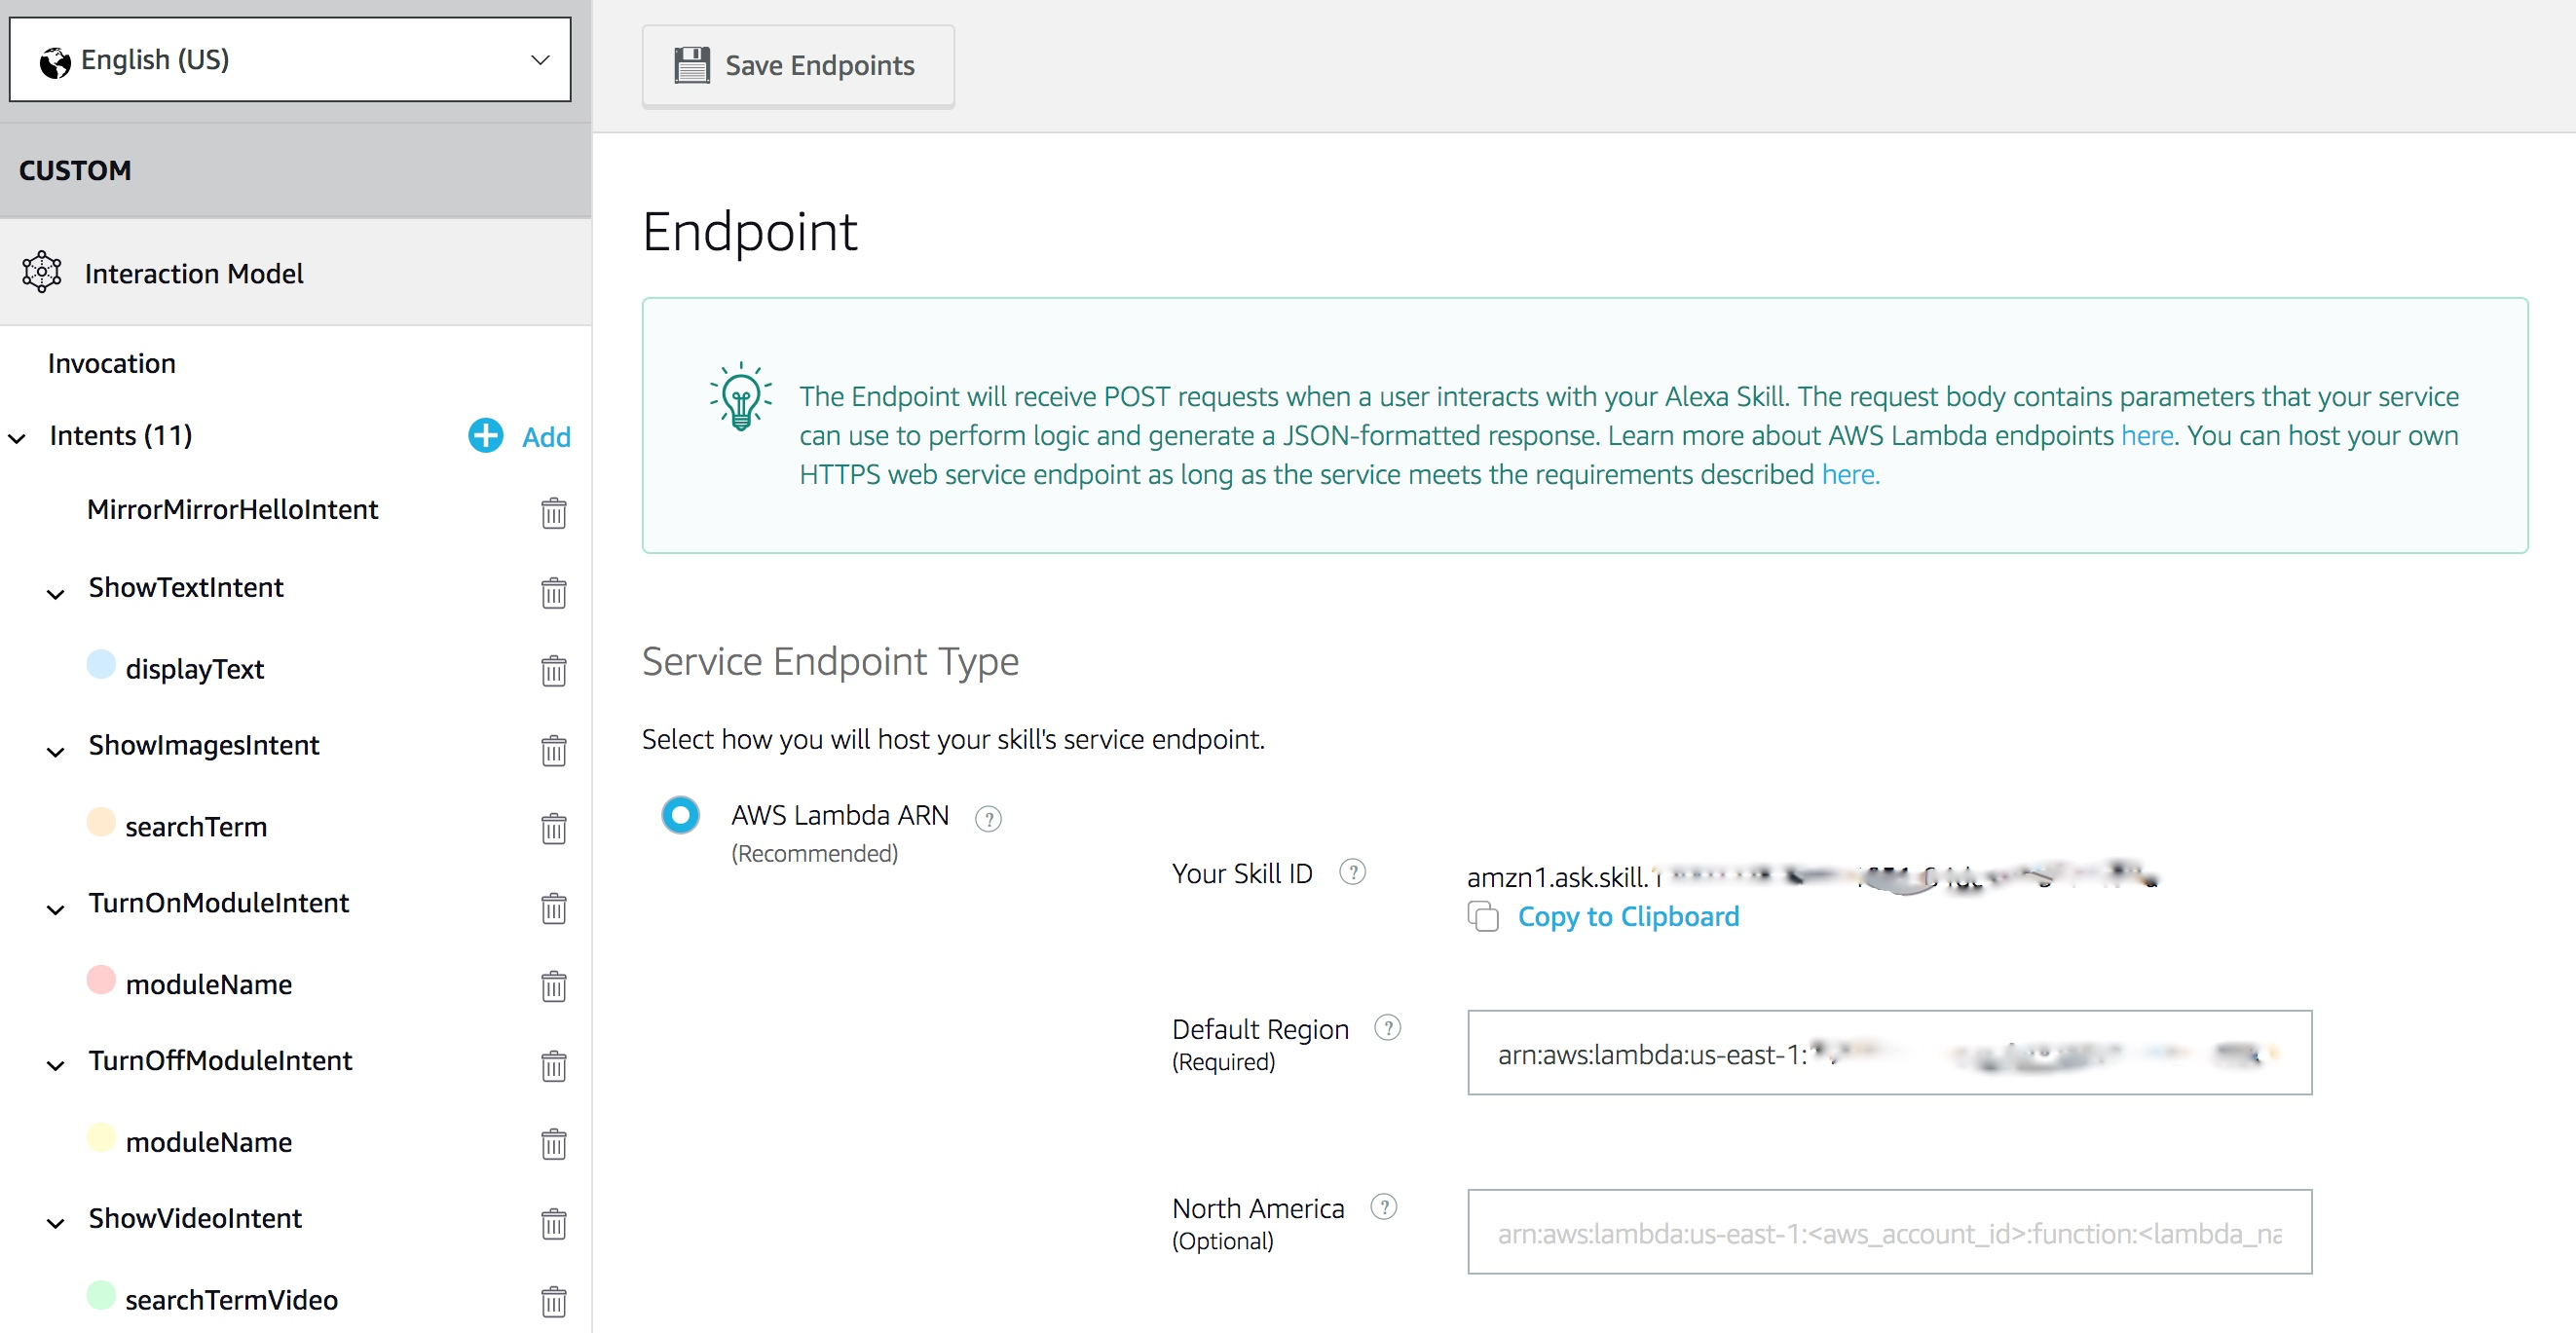 English (US)
CUSTOM
Interaction Model
Invocation
Intents (11)
Add
MirrorMirrorHelloIntent
ShowTextIntent
displayText
ShowImagesIntent
searchTerm
TurnOnModuleIntent
moduleName
TurnOffModuleIntent
moduleName
ShowVideoIntent
searchTermVideo
Save Endpoints
Endpoint
The Endpoint will receive POST requests when a user interacts with your Alexa Skill. The request body contains parameters that your service
can use to perform logic and generate a JSON-formatted response. Learn more about AWS Lambda endpoints here. You can host your own
HTTPS web service endpoint as long as the service meets the requirements described here.
Service Endpoint Type
Select how you will host your skill's service endpoint.
AWS Lambda ARN ?
(Recommended)
Your Skill ID ?
amzn1.ask.skill.
Copy to Clipboard
Default Region ?
(Required)
arn:aws:lambda:us-east-1:
North America ?
(Optional)
arn:aws:lambda:us-east-1:<aws_account_id>:function:<lambda_na